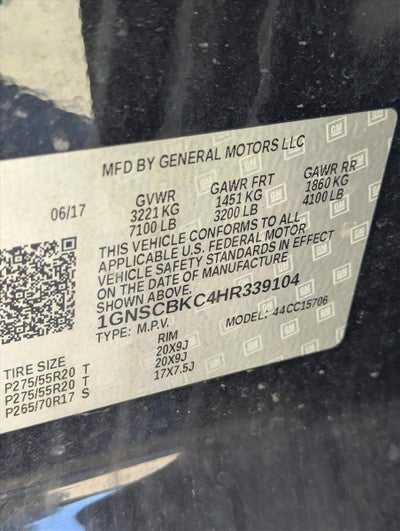 MFD BY GENERAL MOTORS LLC
06/17 GVWR GAWR FRT GAWR RR
3221 KG 1451 KG 1860 KG
7100 LB 3200 LB 4100 LB
THIS VEHICLE CONFORMS TO ALL
APPLICABLE U.S. FEDERAL MOTOR
VEHICLE SAFETY STANDARDS IN EFFECT
ON THE DATE OF MANUFACTURE
SHOWN ABOVE.
1GNSCBKC4HR339104
TYPE: M.P.V. MODEL: 44CC15706
TIRE SIZE RIM
P275/55R20 T 20X9J
P275/55R20 T 20X9J
P265/70R17 S 17X7.5J